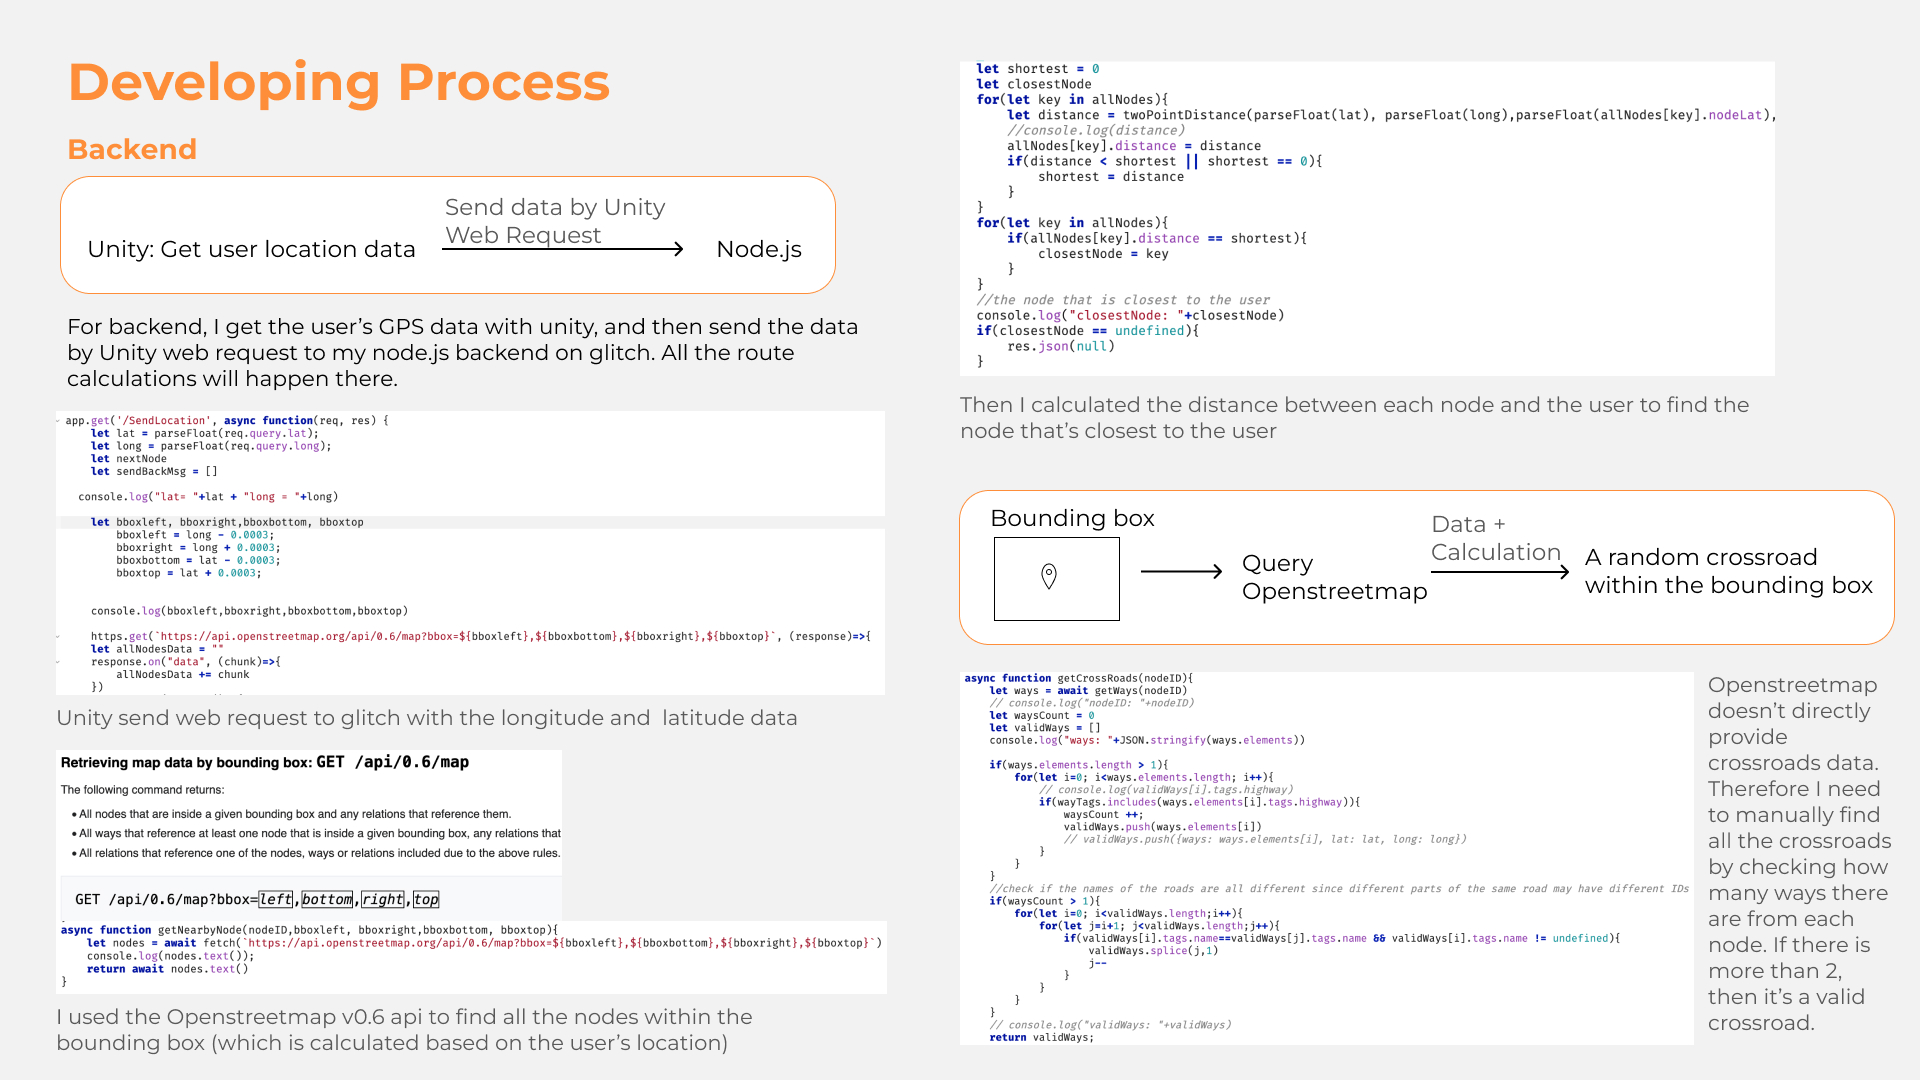 Developing Process
Backend
Unity: Get user location data
Send data by Unity
Web Request
Node.js
For backend, I get the user’s GPS data with unity, and then send the data
by Unity web request to my node.js backend on glitch. All the route
calculations will happen there.
app.get('/SendLocation', async function(req, res) {
let lat = parseFloat(req.query.lat);
let long = parseFloat(req.query.long);
let nextNode
let sendBackMsg = []
console.log("lat= "+lat + "long = "+long)
let bboxleft, bboxright,bboxbottom, bboxtop
bboxleft = long - 0.0003;
bboxright = long + 0.0003;
bboxbottom = lat - 0.0003;
bboxtop = lat + 0.0003;
console.log(bboxleft,bboxright,bboxbottom,bboxtop)
https.get(`https://api.openstreetmap.org/api/0.6/map?bbox=${bboxleft},${bboxbottom},${bboxright},${bboxtop}`, (response)=>{
let allNodesData = ""
response.on("data", (chunk)=>{
allNodesData += chunk
})
Unity send web request to glitch with the longitude and  latitude data
Retrieving map data by bounding box: GET /api/0.6/map
The following command returns:
• All nodes that are inside a given bounding box and any relations that reference them.
• All ways that reference at least one node that is inside a given bounding box, any relations that
• All relations that reference one of the nodes, ways or relations included due to the above rules.
GET /api/0.6/map?bbox=left,bottom,right,top
async function getNearbyNode(nodeID,bboxleft, bboxright,bboxbottom, bboxtop){
let nodes = await fetch(`https://api.openstreetmap.org/api/0.6/map?bbox=${bboxleft},${bboxbottom},${bboxright},${bboxtop}`)
console.log(nodes.text());
return await nodes.text()
}
I used the Openstreetmap v0.6 api to find all the nodes within the
bounding box (which is calculated based on the user’s location)
let shortest = 0
let closestNode
for(let key in allNodes){
let distance = twoPointDistance(parseFloat(lat), parseFloat(long),parseFloat(allNodes[key].nodeLat),
//console.log(distance)
allNodes[key].distance = distance
if(distance < shortest || shortest == 0){
shortest = distance
}
}
for(let key in allNodes){
if(allNodes[key].distance == shortest){
closestNode = key
}
}
//the node that is closest to the user
console.log("closestNode: "+closestNode)
if(closestNode == undefined){
res.json(null)
}
Then I calculated the distance between each node and the user to find the
node that’s closest to the user
Bounding box
Query
Openstreetmap
Data +
Calculation
A random crossroad
within the bounding box
async function getCrossRoads(nodeID){
let ways = await getWays(nodeID)
// console.log("nodeID: "+nodeID)
let waysCount = 0
let validWays = []
console.log("ways: "+JSON.stringify(ways.elements))
if(ways.elements.length > 1){
for(let i=0; i<ways.elements.length; i++){
// console.log(validWays[i].tags.highway)
if(wayTags.includes(ways.elements[i].tags.highway)){
waysCount ++;
validWays.push(ways.elements[i])
// validWays.push({ways: ways.elements[i], lat: lat, long: long})
}
}
}
//check if the names of the roads are all different since different parts of the same road may have different IDs
if(waysCount > 1){
for(let i=0; i<validWays.length;i++){
for(let j=i+1; j<validWays.length;j++){
if(validWays[i].tags.name==validWays[j].tags.name && validWays[i].tags.name != undefined){
validWays.splice(j,1)
j--
}
}
}
}
// console.log("validWays: "+validWays)
return validWays;
Openstreetmap
doesn’t directly
provide
crossroads data.
Therefore I need
to manually find
all the crossroads
by checking how
many ways there
are from each
node. If there is
more than 2,
then it’s a valid
crossroad.